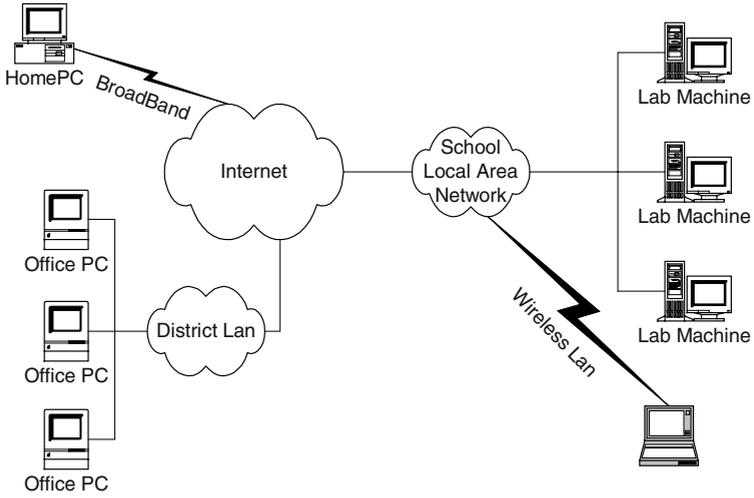 HomePC
BroadBand
Internet
School
Local Area
Network
Lab Machine
Lab Machine
Lab Machine
Office PC
District Lan
Office PC
Office PC
Wireless Lan